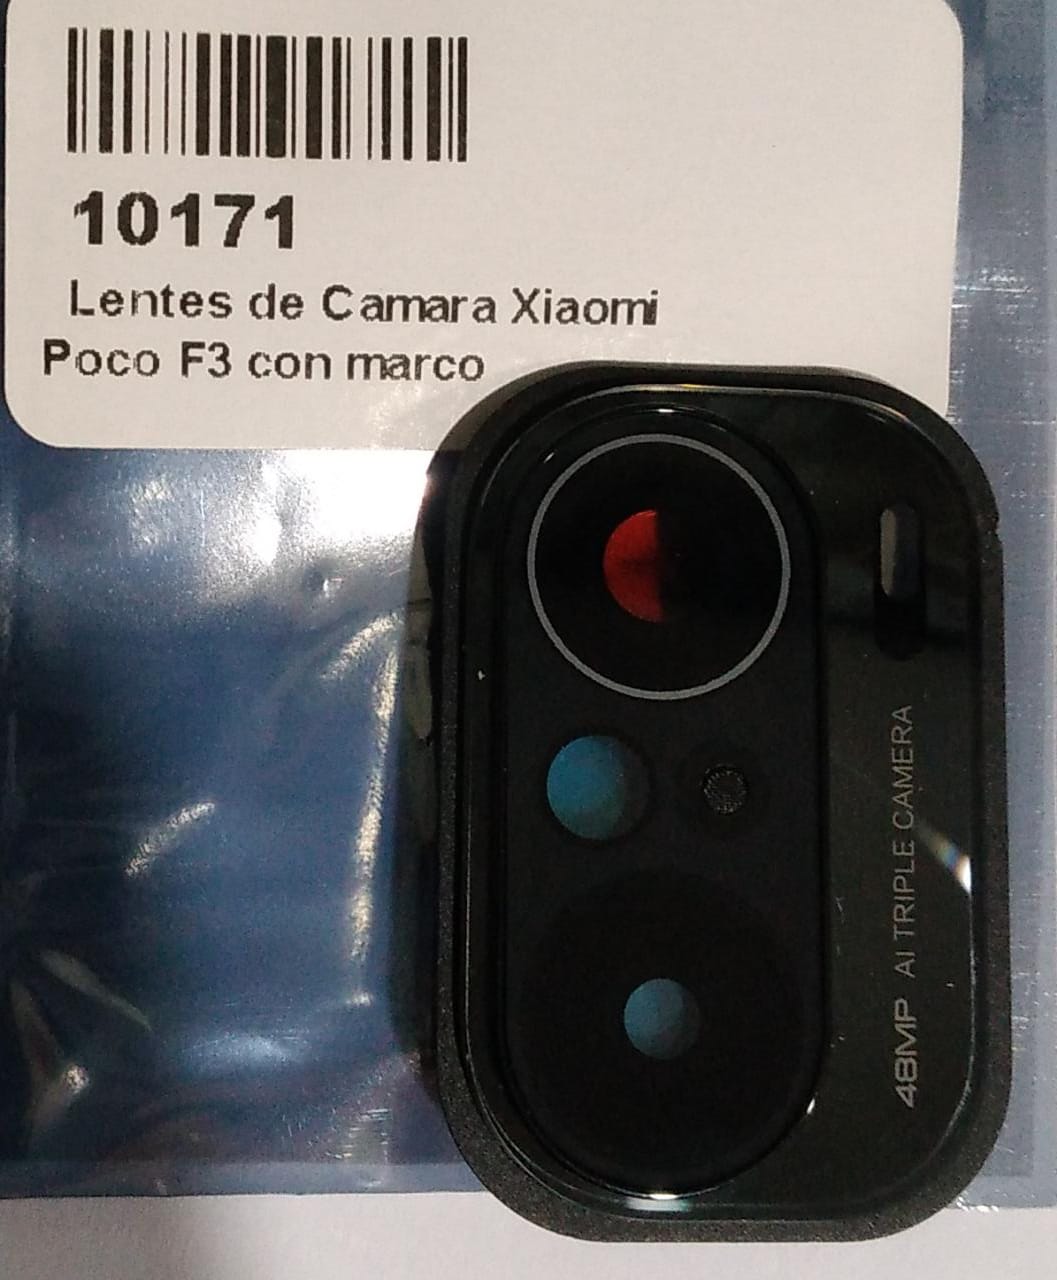 10171
Lentes de Camara Xiaomi
Poco F3 con marco
48MP AI TRIPLE CAMERA